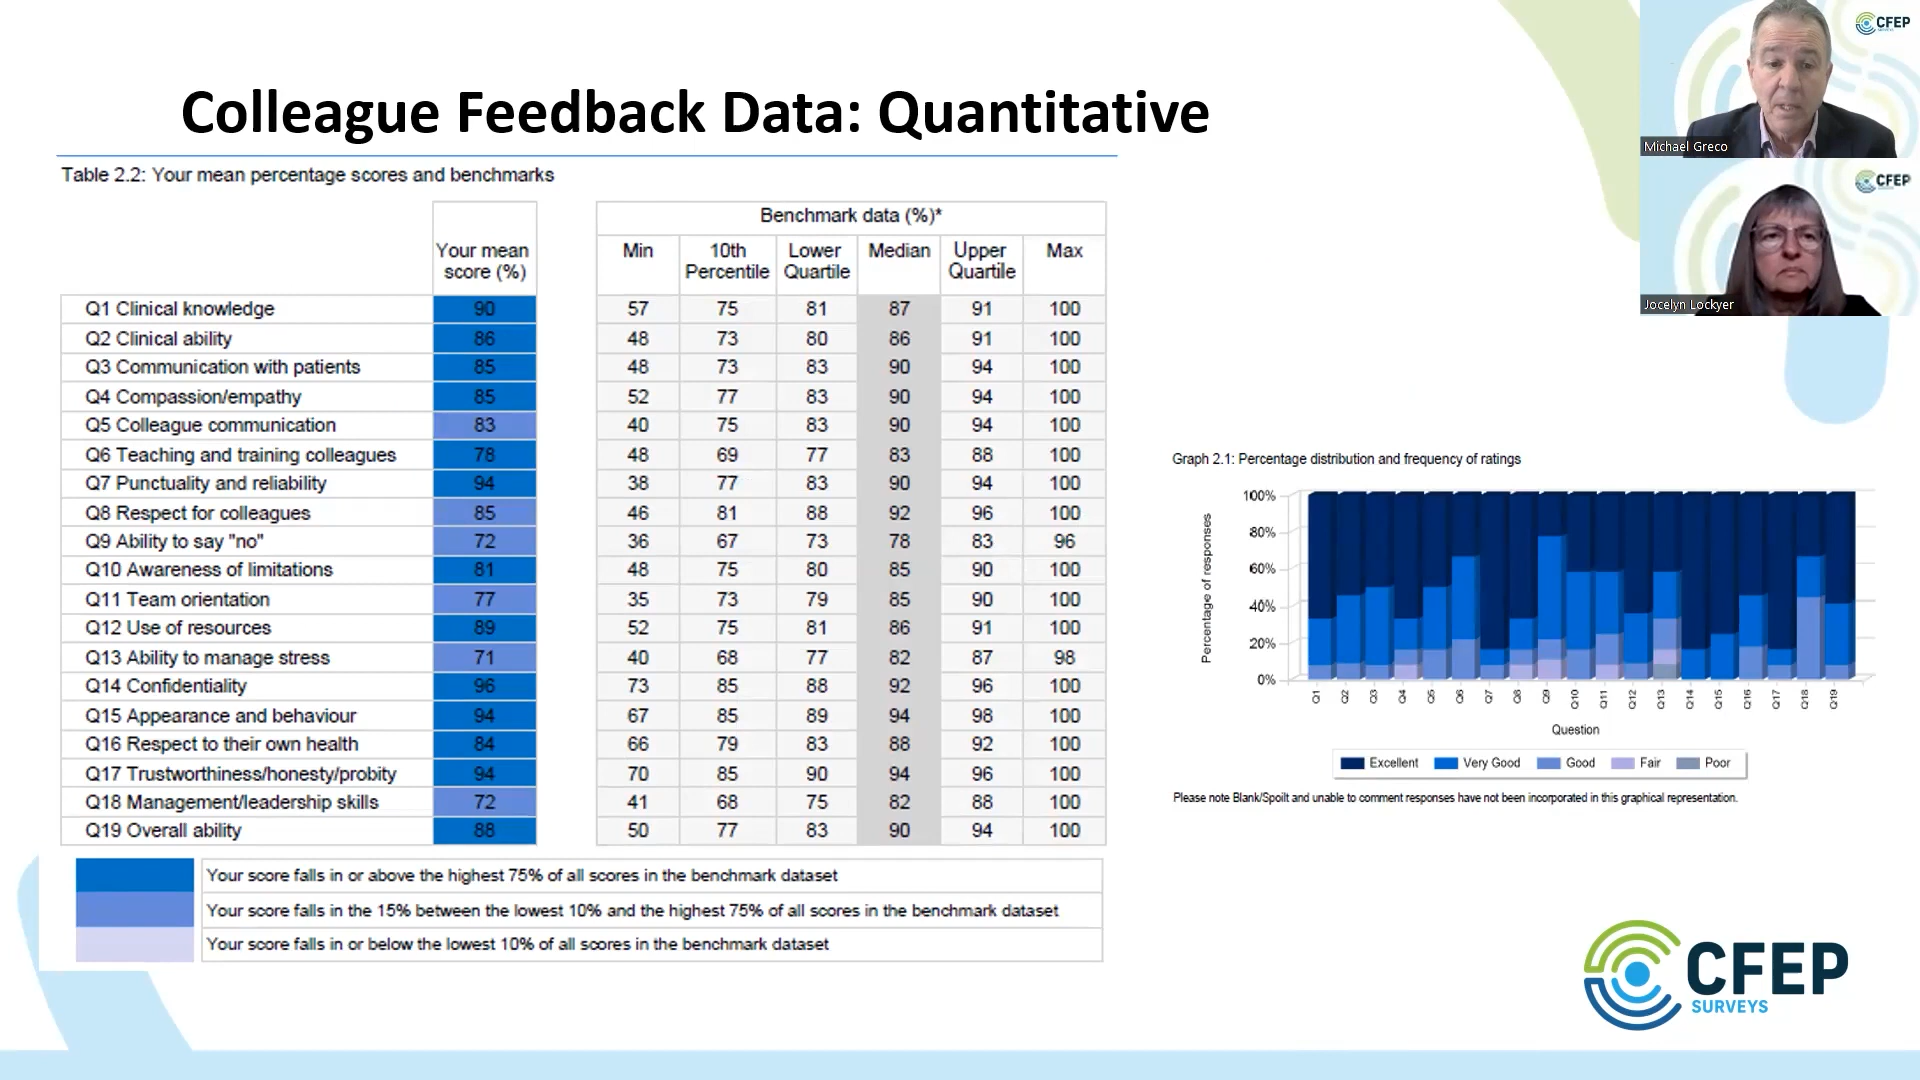 Colleague Feedback Data: Quantitative
Table 2.2: Your mean percentage scores and benchmarks
Your mean score (%)
Benchmark data (%)*
Min 10th Percentile Lower Quartile Median Upper Quartile Max
Q1 Clinical knowledge 90 57 75 81 87 91 100
Q2 Clinical ability 86 48 73 80 86 91 100
Q3 Communication with patients 85 48 73 83 90 94 100
Q4 Compassion/empathy 85 52 77 83 90 94 100
Q5 Colleague communication 83 40 75 83 90 94 100
Q6 Teaching and training colleagues 78 48 69 77 83 88 100
Q7 Punctuality and reliability 94 38 77 83 90 94 100
Q8 Respect for colleagues 85 46 81 88 92 96 100
Q9 Ability to say "no" 72 36 67 73 78 83 96
Q10 Awareness of limitations 81 48 75 80 85 90 100
Q11 Team orientation 77 35 73 79 85 90 100
Q12 Use of resources 89 52 75 81 86 91 100
Q13 Ability to manage stress 71 40 68 77 82 87 98
Q14 Confidentiality 96 73 85 88 92 96 100
Q15 Appearance and behaviour 94 67 85 89 94 98 100
Q16 Respect to their own health 84 66 79 83 88 92 100
Q17 Trustworthiness/honesty/probity 94 70 85 90 94 96 100
Q18 Management/leadership skills 72 41 68 75 82 88 100
Q19 Overall ability 88 50 77 83 90 94 100
Your score falls in or above the highest 75% of all scores in the benchmark dataset
Your score falls in the 15% between the lowest 10% and the highest 75% of all scores in the benchmark dataset
Your score falls in or below the lowest 10% of all scores in the benchmark dataset
CFEP
SURVEYS
Michael Greco
CFEP
Jocelyn Lockyer
Graph 2.1: Percentage distribution and frequency of ratings
Percentage of responses
100%
80%
60%
40%
20%
0%
Q1 Q2 Q3 Q4 Q5 Q6 Q7 Q8 Q9 Q10 Q11 Q12 Q13 Q14 Q15 Q16 Q17 Q18 Q19
Question
Excellent Very Good Good Fair Poor
Please note Blank/Spoilt and unable to comment responses have not been incorporated in this graphical representation.
CFEP
SURVEYS